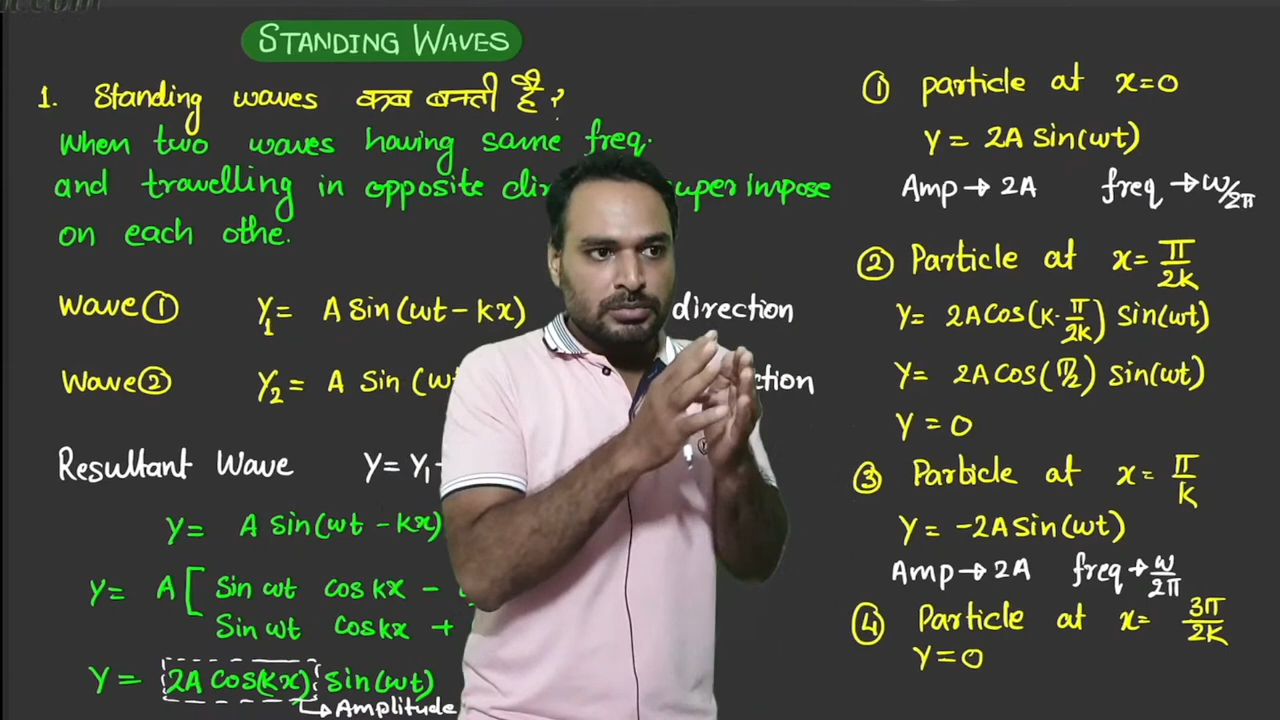 STANDING WAVES
1. Standing waves कब बनती है?
When two waves having same freq.
and travelling in opposite super impose
on each othe.
Wave ① Y₁ = A Sin(ωt - kx) direction
Wave ② Y₂ = A Sin
Resultant Wave Y = Y₁
Y = A Sin(ωt - kx)
Y = A [ Sin ωt cos kx -
Sin ωt cos kx +
Y = 2A Cos(kx) Sin(ωt)
→ Amplitude
① particle at x=0
Y = 2A Sin(ωt)
Amp → 2A freq → ω/2π
② Particle at x = π/2k
Y = 2A Cos(k·π/2k) Sin(ωt)
Y = 2A Cos(π/2) Sin(ωt)
Y = 0
③ Particle at x = π/k
Y = -2A Sin(ωt)
Amp → 2A freq → ω/2π
④ Particle at x = 3π/2k
Y = 0